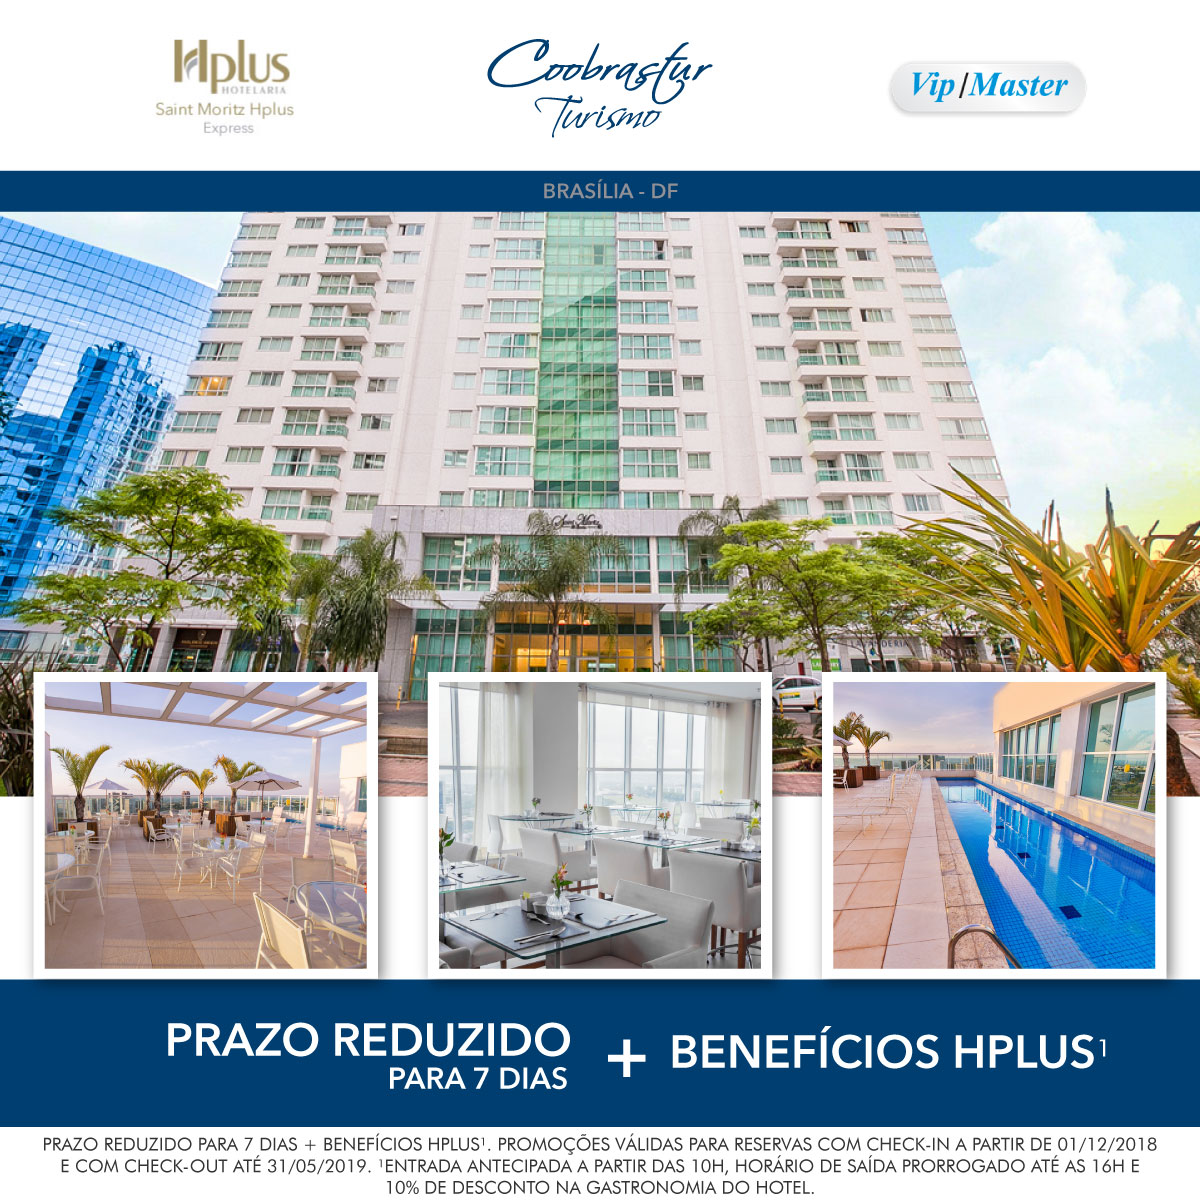 Hplus
HOTELARIA
Saint Moritz Hplus
Express
Coobrastur
Turismo
Vip/Master
BRASÍLIA - DF
Saint Moritz
PRAZO REDUZIDO
PARA 7 DIAS
+ BENEFÍCIOS HPLUS¹
PRAZO REDUZIDO PARA 7 DIAS + BENEFÍCIOS HPLUS¹. PROMOÇÕES VÁLIDAS PARA RESERVAS COM CHECK-IN A PARTIR DE 01/12/2018
E COM CHECK-OUT ATÉ 31/05/2019. ¹ENTRADA ANTECIPADA A PARTIR DAS 10H, HORÁRIO DE SAÍDA PRORROGADO ATÉ AS 16H E
10% DE DESCONTO NA GASTRONOMIA DO HOTEL.